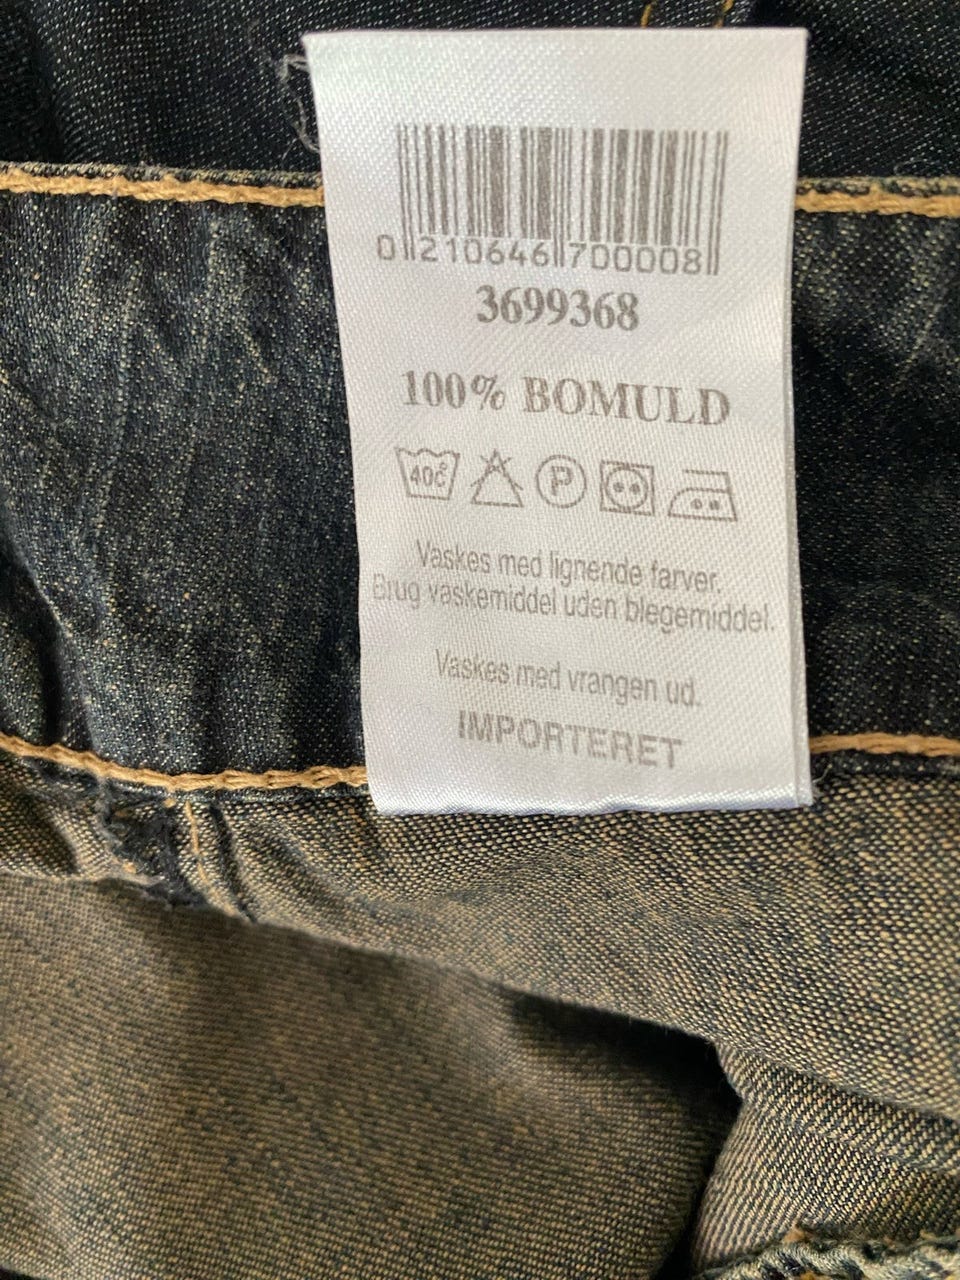 0 210646 700008
3699368
100% BOMULD
40c° P
Vaskes med lignende farver.
Brug vaskemiddel uden blegemiddel.
Vaskes med vrangen ud.
IMPORTERET